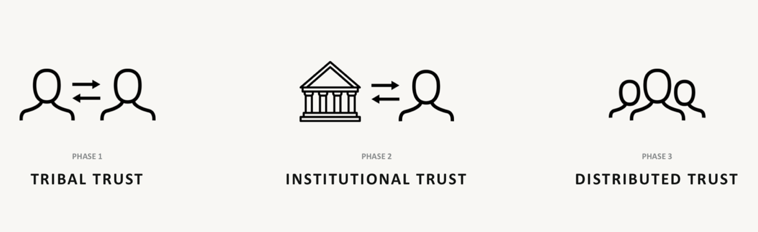 PHASE 1
TRIBAL TRUST
PHASE 2
INSTITUTIONAL TRUST
PHASE 3
DISTRIBUTED TRUST